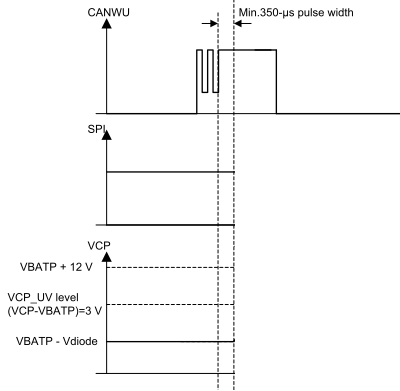 CANWU
Min.350-µs pulse width
SPI
VCP
VBATP + 12 V
VCP_UV level
(VCP-VBATP)=3 V
VBATP - Vdiode